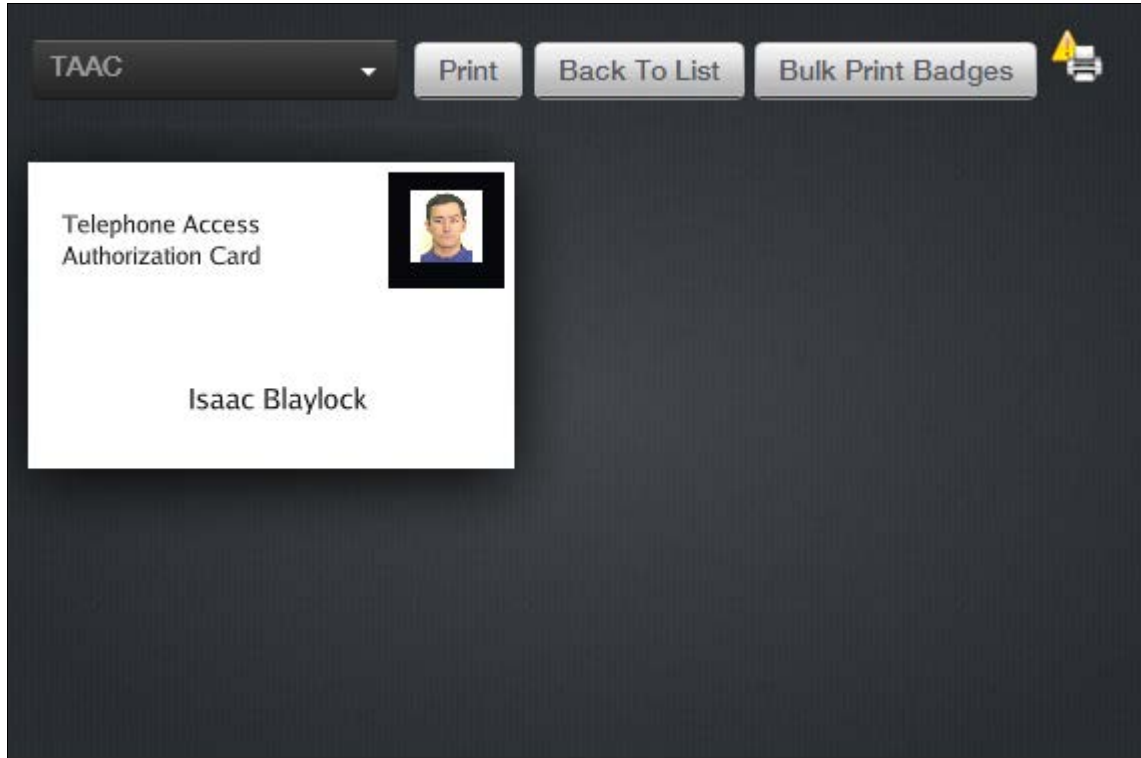 TAAC
Print
Back To List
Bulk Print Badges
Telephone Access
Authorization Card
Isaac Blaylock